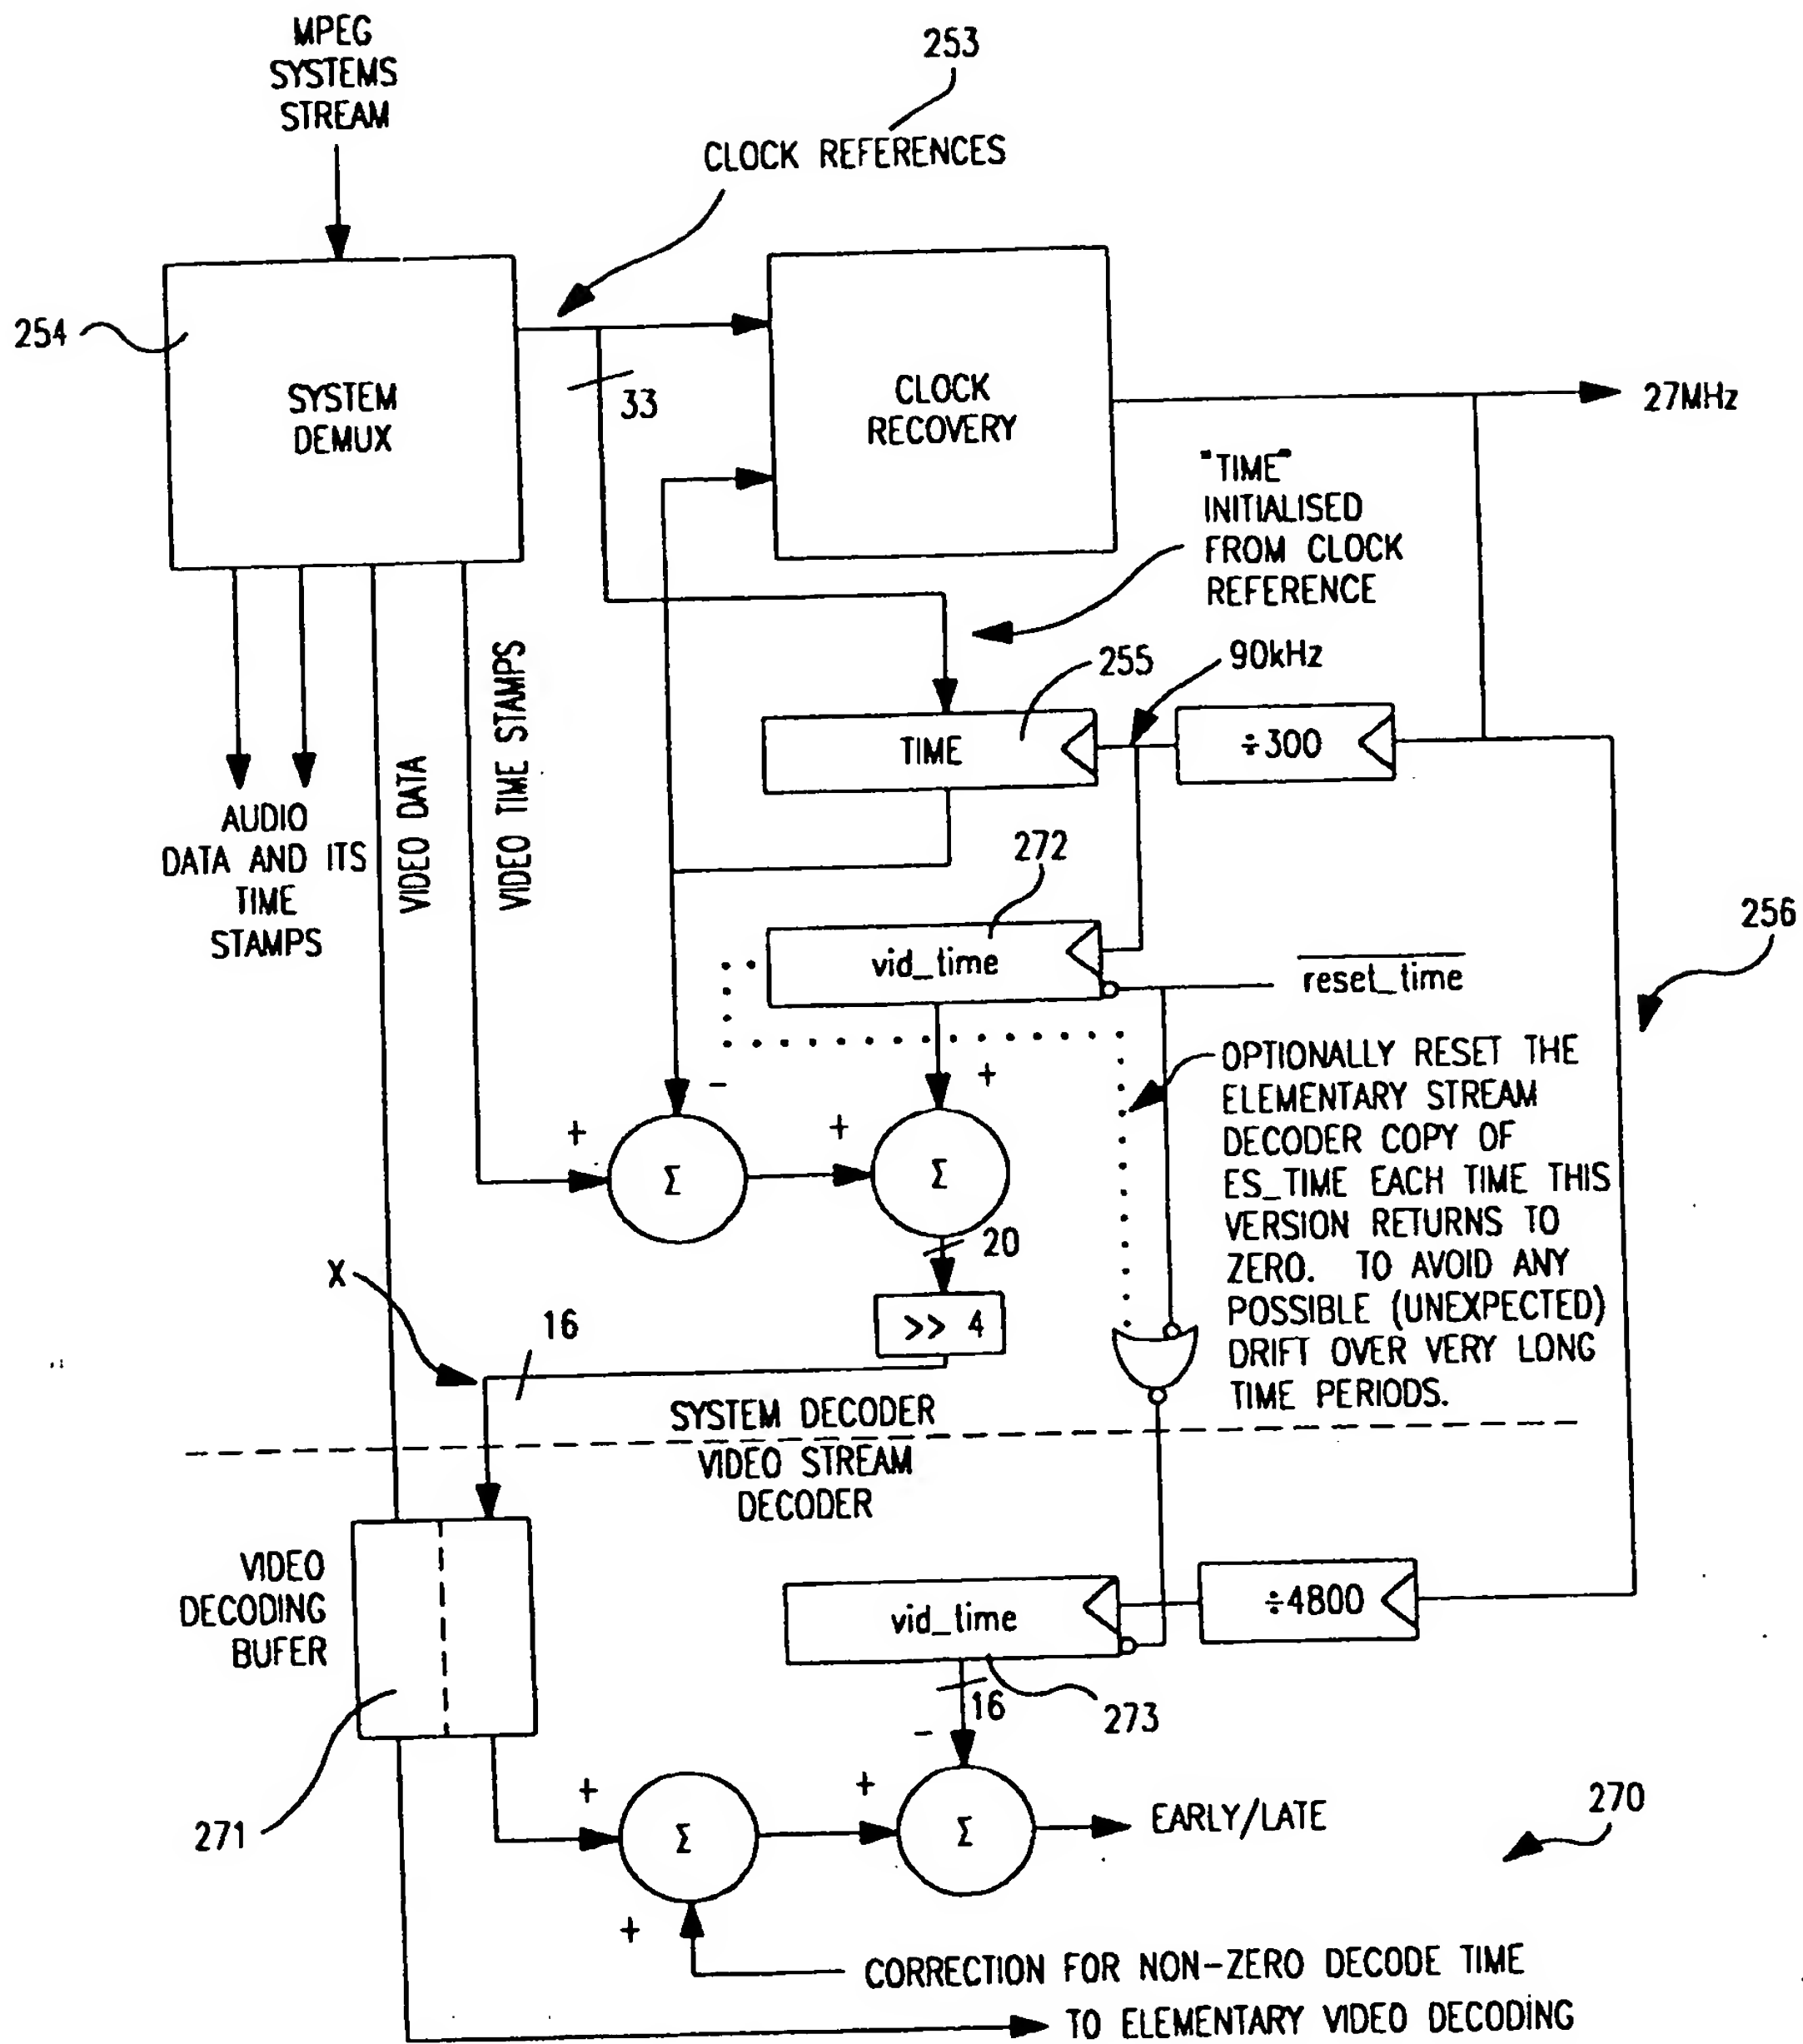 MPEG
SYSTEMS
STREAM
253
CLOCK REFERENCES
254
SYSTEM
DEMUX
33
CLOCK
RECOVERY
27MHz
"TIME"
INITIALISED
FROM CLOCK
REFERENCE
255
90kHz
TIME
÷300
AUDIO
DATA AND ITS
TIME
STAMPS
VIDEO DATA
VIDEO TIME STAMPS
272
vid_time
reset_time
256
-
+
OPTIONALLY RESET THE
ELEMENTARY STREAM
DECODER COPY OF
ES_TIME EACH TIME THIS
VERSION RETURNS TO
ZERO. TO AVOID ANY
POSSIBLE (UNEXPECTED)
DRIFT OVER VERY LONG
TIME PERIODS.
+
Σ
+
Σ
20
X
16
>> 4
SYSTEM DECODER
VIDEO STREAM
DECODER
VIDEO
DECODING
BUFER
vid_time
÷4800
16
273
-
271
+
Σ
+
Σ
EARLY/LATE
270
+
CORRECTION FOR NON-ZERO DECODE TIME
TO ELEMENTARY VIDEO DECODING